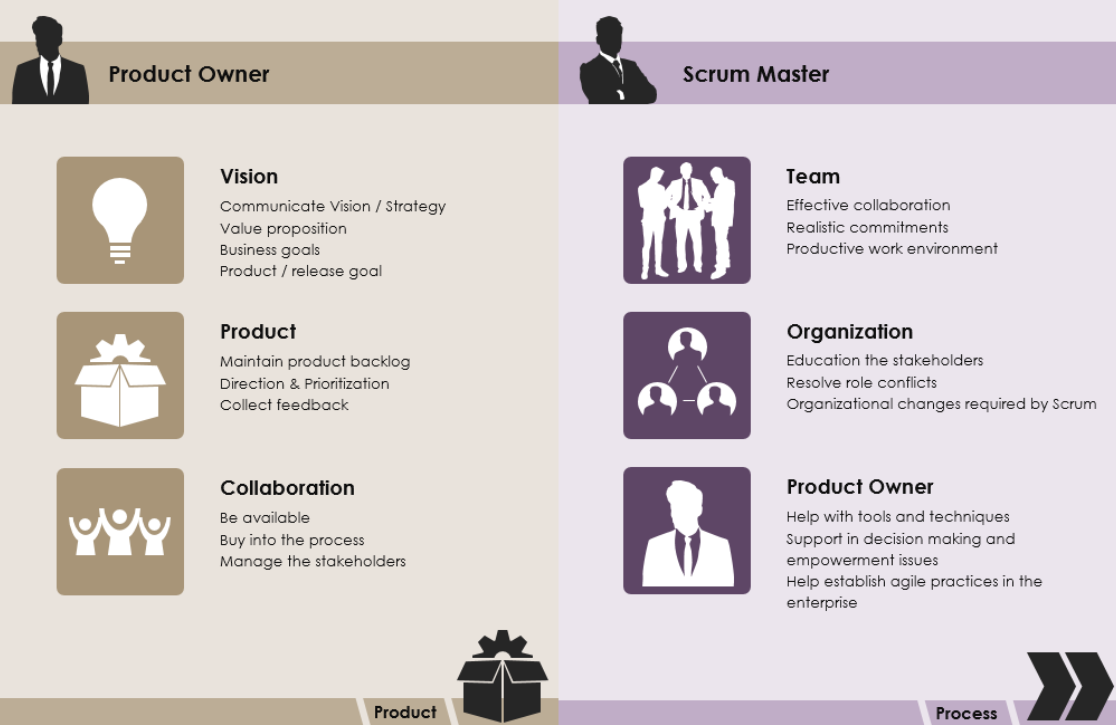 Product Owner
Vision
Communicate Vision / Strategy
Value proposition
Business goals
Product / release goal
Product
Maintain product backlog
Direction & Prioritization
Collect feedback
Collaboration
Be available
Buy into the process
Manage the stakeholders
Product
Scrum Master
Team
Effective collaboration
Realistic commitments
Productive work environment
Organization
Education the stakeholders
Resolve role conflicts
Organizational changes required by Scrum
Product Owner
Help with tools and techniques
Support in decision making and
empowerment issues
Help establish agile practices in the
enterprise
Process